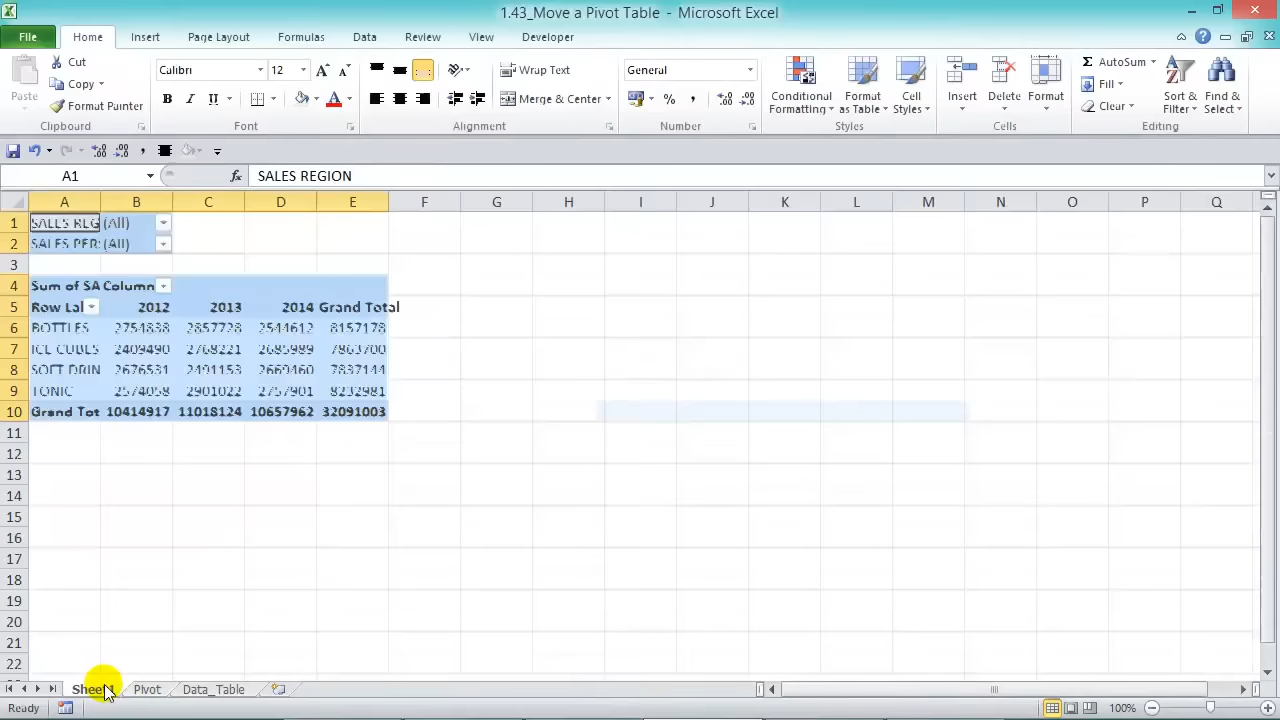 1.43_Move a Pivot Table - Microsoft Excel
File Home Insert Page Layout Formulas Data Review View Developer
Paste Cut Calibri 12 Wrap Text General Conditional Formatting Format as Table Cell Styles Insert Delete Format AutoSum Sort & Filter Find & Select
Copy Fill
Format Painter B I U A Merge & Center % , Clear
Clipboard Font Alignment Number Styles Cells Editing
A1 fx SALES REGION
A B C D E F G H I J K L M N O P Q
1 SALES REG (All)
2 SALES PER (All)
3
4 Sum of SA Column
5 Row Lal 2012 2013 2014 Grand Total
6 BOTTLES 2754838 2857728 2544612 8157178
7 ICE CUBES 2409490 2768221 2685989 7863700
8 SOFT DRIN 2676531 2491153 2669460 7837144
9 TONIC 2574058 2901022 2757901 8232981
10 Grand Tot 10414917 11018124 10657962 32091003
11
12
13
14
15
16
17
18
19
20
21
22
Pivot Data_Table
Ready 100%